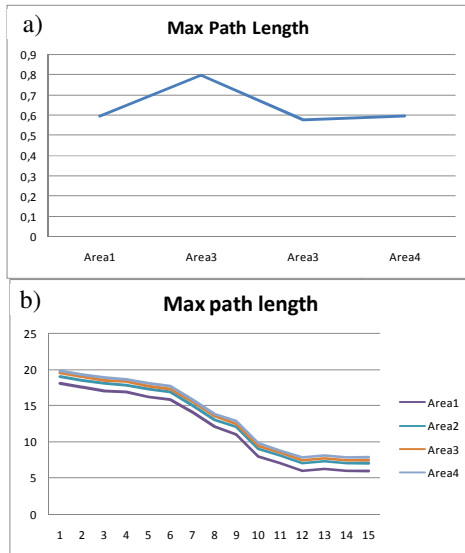 a)
Max Path Length
0,9
0,8
0,7
0,6
0,5
0,4
0,3
0,2
0,1
0
Area1 Area3 Area3 Area4
b)
Max path length
25
20
15
10
5
0
1 2 3 4 5 6 7 8 9 10 11 12 13 14 15
Area1
Area2
Area3
Area4